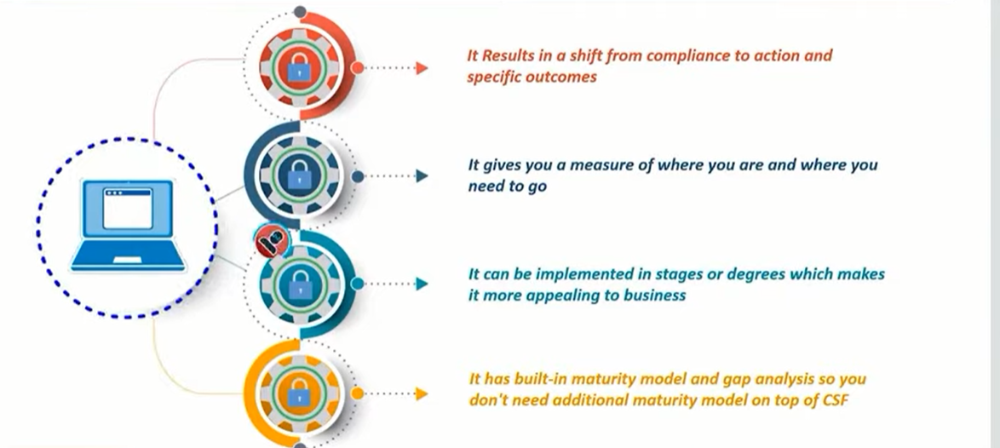 It Results in a shift from compliance to action and
specific outcomes
It gives you a measure of where you are and where you
need to go
It can be implemented in stages or degrees which makes
it more appealing to business
It has built-in maturity model and gap analysis so you
don't need additional maturity model on top of CSF